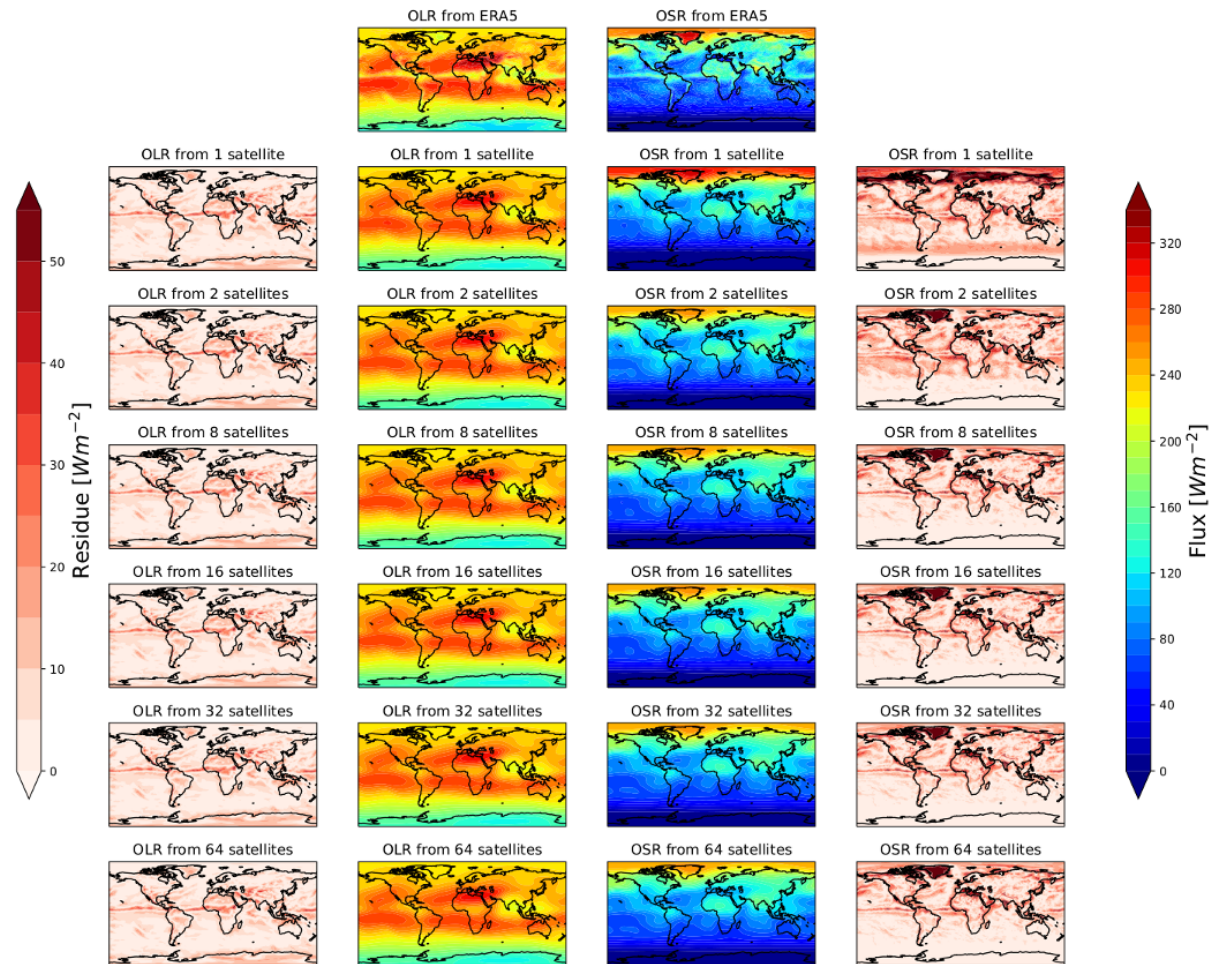 OLR from ERA5
OSR from ERA5
OLR from 1 satellite
OLR from 1 satellite
OSR from 1 satellite
OSR from 1 satellite
OLR from 2 satellites
OLR from 2 satellites
OSR from 2 satellites
OSR from 2 satellites
OLR from 8 satellites
OLR from 8 satellites
OSR from 8 satellites
OSR from 8 satellites
OLR from 16 satellites
OLR from 16 satellites
OSR from 16 satellites
OSR from 16 satellites
OLR from 32 satellites
OLR from 32 satellites
OSR from 32 satellites
OSR from 32 satellites
OLR from 64 satellites
OLR from 64 satellites
OSR from 64 satellites
OSR from 64 satellites
50
40
30
20
10
0
Residue [Wm⁻²]
320
280
240
200
160
120
80
40
0
Flux [Wm⁻²]